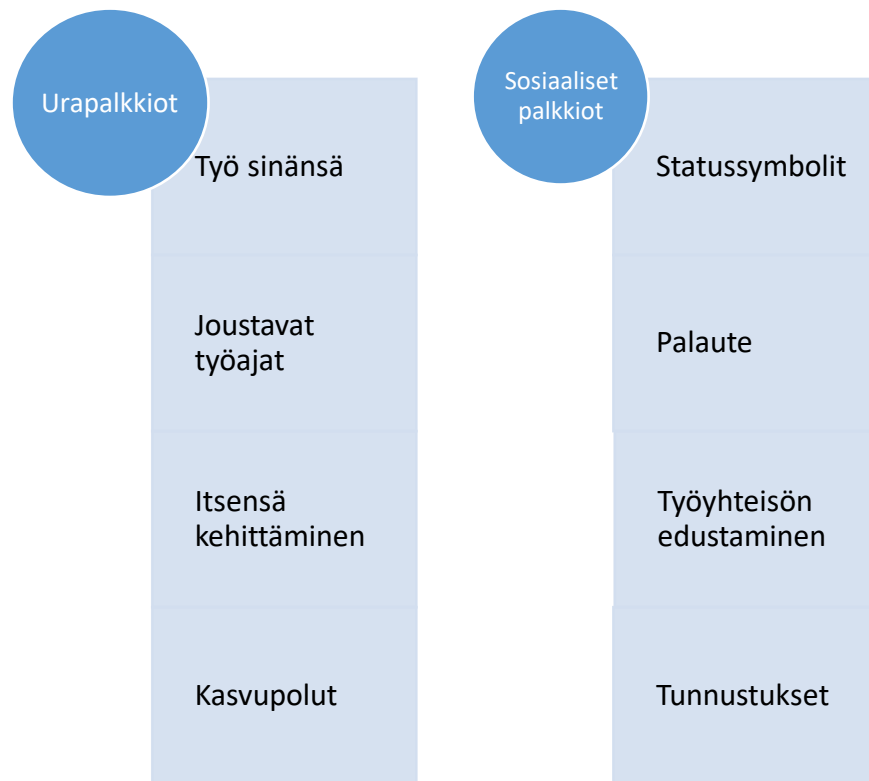 Urapalkkiot
Työ sinänsä
Joustavat
työajat
Itsensä
kehittäminen
Kasvupolut
Sosiaaliset
palkkiot
Statussymbolit
Palaute
Työyhteisön
edustaminen
Tunnustukset